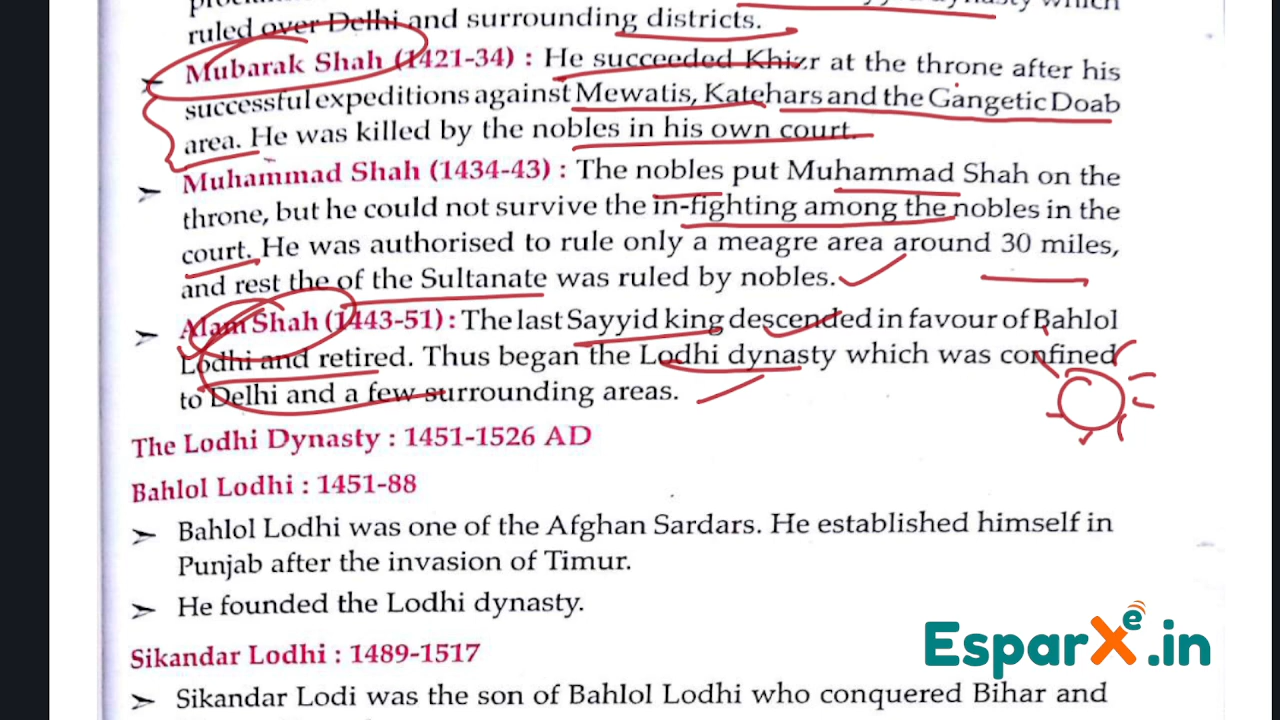 ruled over Delhi and surrounding districts.
➢ Mubarak Shah (1421-34) : He succeeded Khizr at the throne after his
successful expeditions against Mewatis, Katehars and the Gangetic Doab
area. He was killed by the nobles in his own court.
➢ Muhammad Shah (1434-43) : The nobles put Muhammad Shah on the
throne, but he could not survive the in-fighting among the nobles in the
court. He was authorised to rule only a meagre area around 30 miles,
and rest the of the Sultanate was ruled by nobles.
➢ Alam Shah (1443-51) : The last Sayyid king descended in favour of Bahlol
Lodhi and retired. Thus began the Lodhi dynasty which was confined
to Delhi and a few surrounding areas.
The Lodhi Dynasty : 1451-1526 AD
Bahlol Lodhi : 1451-88
➢ Bahlol Lodhi was one of the Afghan Sardars. He established himself in
Punjab after the invasion of Timur.
➢ He founded the Lodhi dynasty.
Sikandar Lodhi : 1489-1517
➢ Sikandar Lodi was the son of Bahlol Lodhi who conquered Bihar and
EsparXe.in